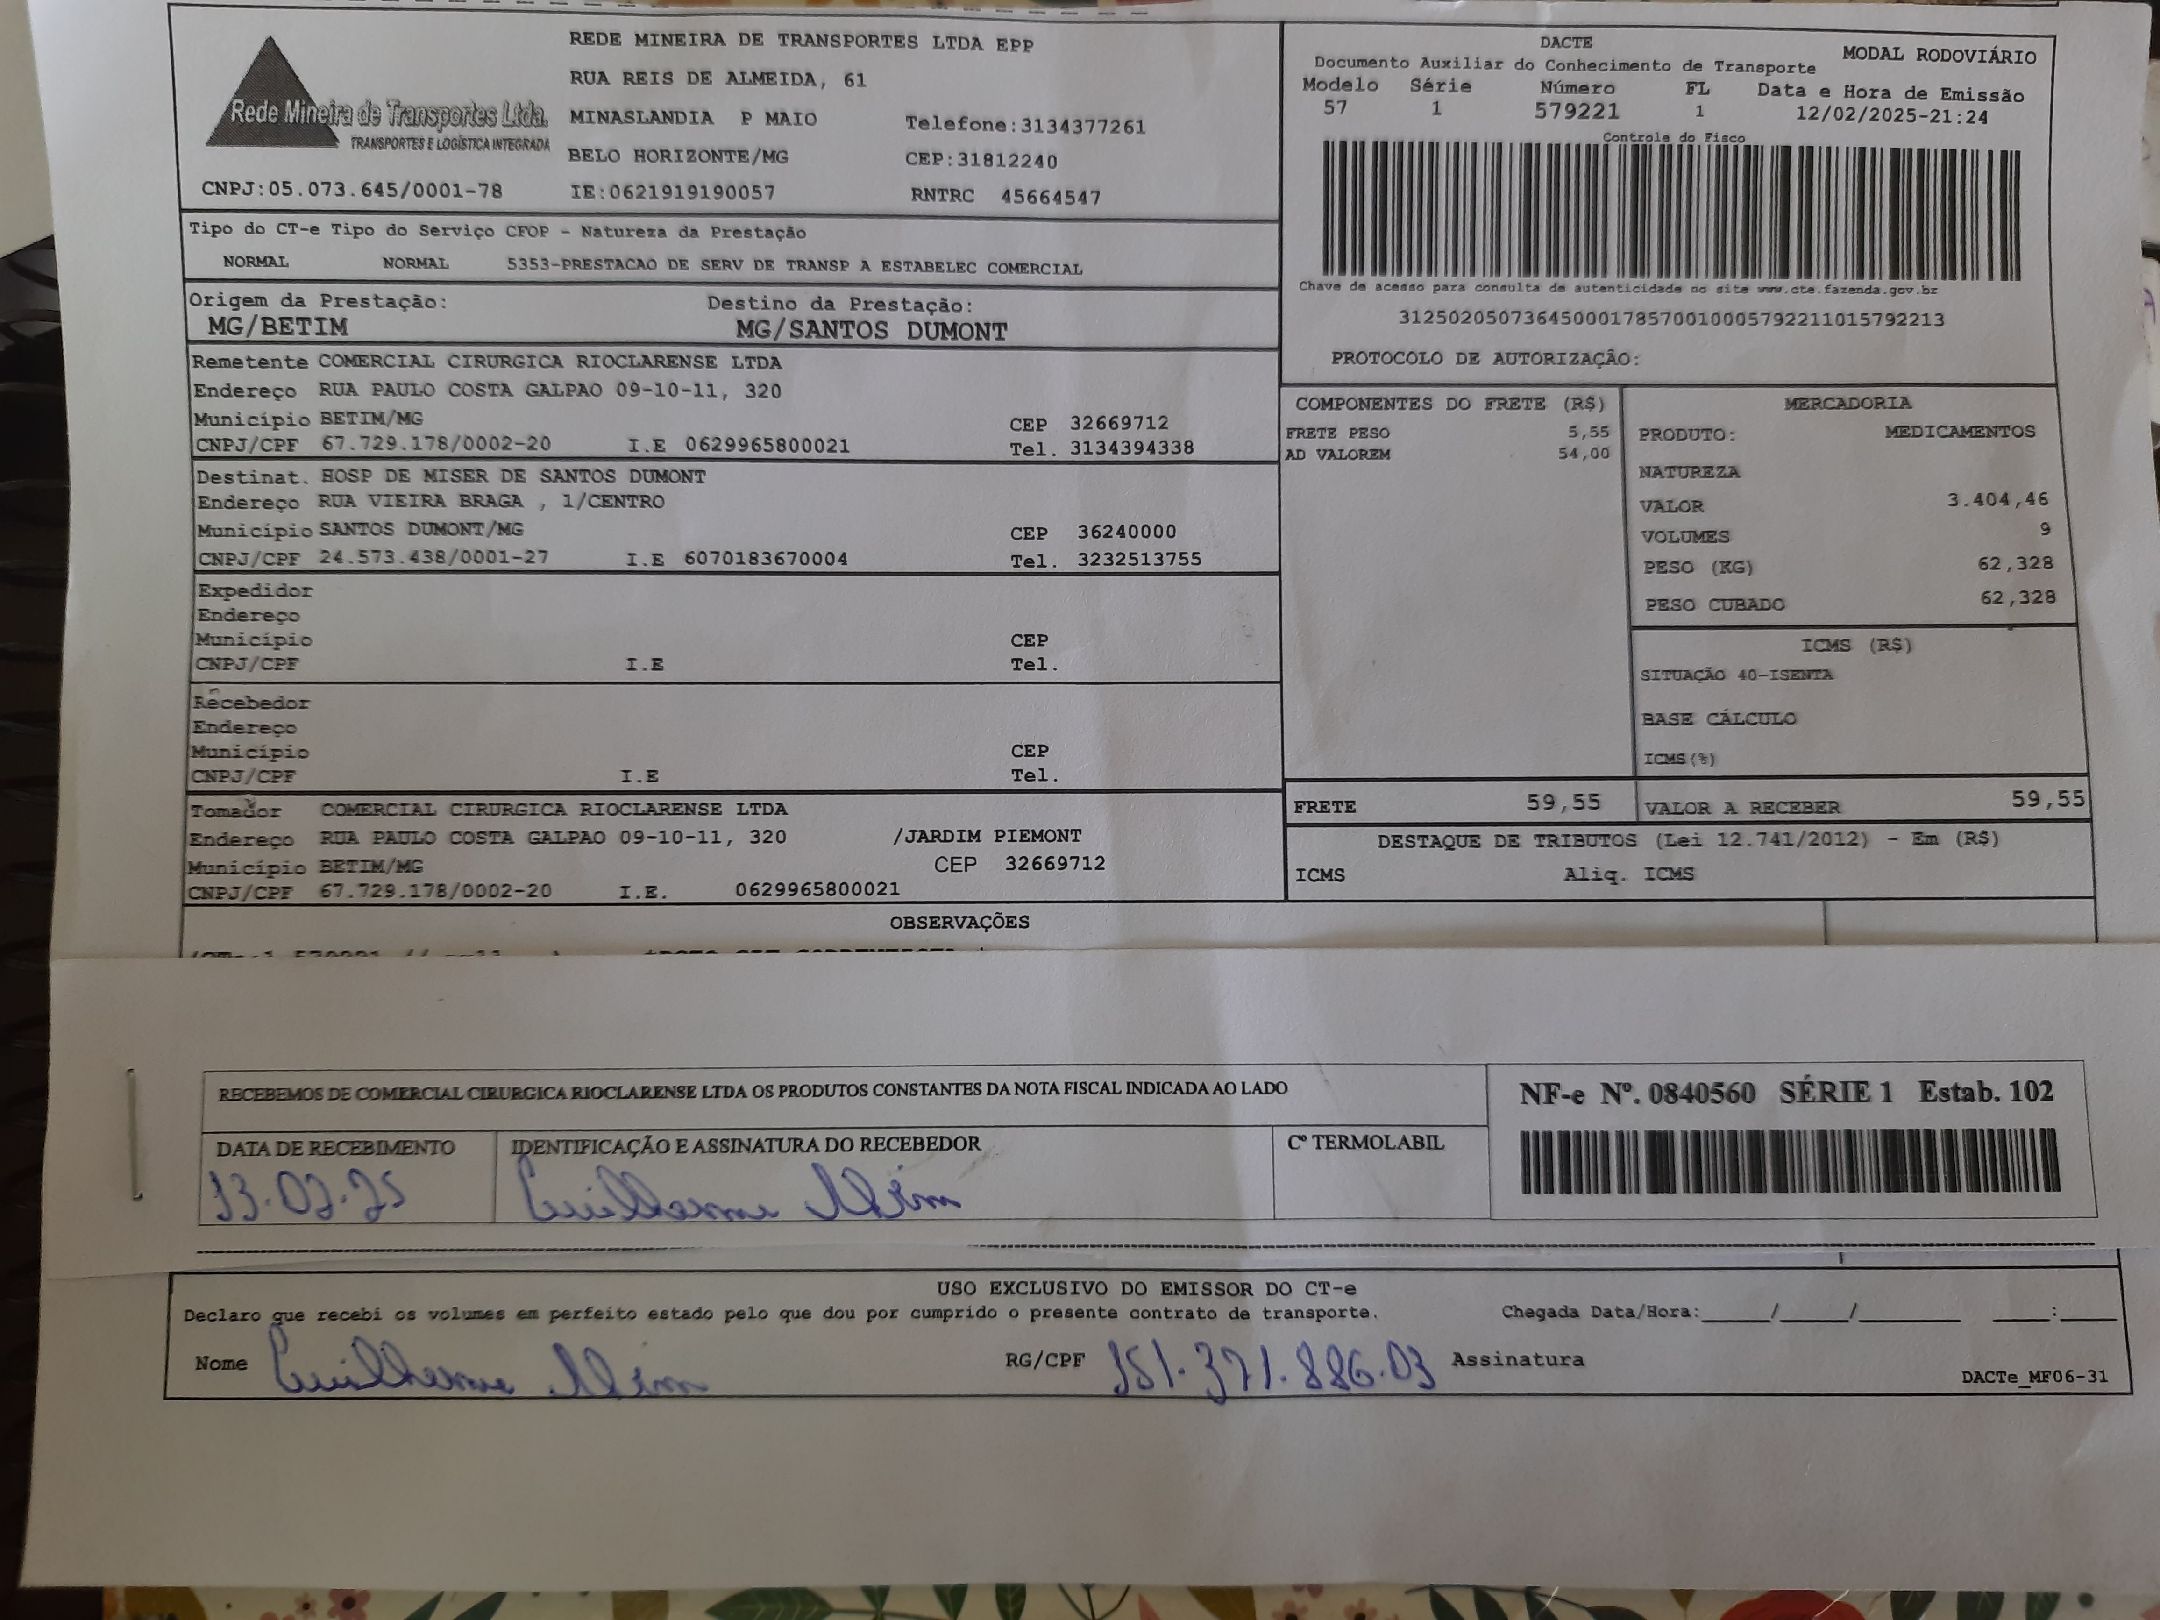 Rede Mineira de Transportes Ltda.
TRANSPORTES E LOGÍSTICA INTEGRADA
CNPJ:05.073.645/0001-78
REDE MINEIRA DE TRANSPORTES LTDA EPP
RUA REIS DE ALMEIDA, 61
MINASLANDIA P MAIO Telefone:3134377261
BELO HORIZONTE/MG CEP:31812240
IE:0621919190057 RNTRC 45664547
DACTE MODAL RODOVIÁRIO
Documento Auxiliar do Conhecimento de Transporte
Modelo Série Número FL Data e Hora de Emissão
57 1 579221 1 12/02/2025-21:24
Controle do Fisco
Chave de acesso para consulta de autenticidade no site www.cte.fazenda.gov.br
31250205073645000178570010005792211015792213
PROTOCOLO DE AUTORIZAÇÃO:
Tipo do CT-e Tipo do Serviço CFOP - Natureza da Prestação
NORMAL NORMAL 5353-PRESTACAO DE SERV DE TRANSP A ESTABELEC COMERCIAL
Origem da Prestação: Destino da Prestação:
MG/BETIM MG/SANTOS DUMONT
Remetente COMERCIAL CIRURGICA RIOCLARENSE LTDA
Endereço RUA PAULO COSTA GALPAO 09-10-11, 320
Município BETIM/MG CEP 32669712
CNPJ/CPF 67.729.178/0002-20 I.E 0629965800021 Tel. 3134394338
Destinat. HOSP DE MISER DE SANTOS DUMONT
Endereço RUA VIEIRA BRAGA , 1/CENTRO
Município SANTOS DUMONT/MG CEP 36240000
CNPJ/CPF 24.573.438/0001-27 I.E 6070183670004 Tel. 3232513755
Expedidor
Endereço
Município CEP
CNPJ/CPF I.E Tel.
Recebedor
Endereço
Município CEP
CNPJ/CPF I.E Tel.
Tomador COMERCIAL CIRURGICA RIOCLARENSE LTDA
Endereço RUA PAULO COSTA GALPAO 09-10-11, 320 /JARDIM PIEMONT
Município BETIM/MG CEP 32669712
CNPJ/CPF 67.729.178/0002-20 I.E. 0629965800021
COMPONENTES DO FRETE (R$)
FRETE PESO 5,55
AD VALOREM 54,00
MERCADORIA
PRODUTO: MEDICAMENTOS
NATUREZA
VALOR 3.404,46
VOLUMES 9
PESO (KG) 62,328
PESO CUBADO 62,328
ICMS (R$)
SITUAÇÃO 40-ISENTA
BASE CÁLCULO
ICMS(%)
FRETE 59,55 VALOR A RECEBER 59,55
DESTAQUE DE TRIBUTOS (Lei 12.741/2012) - Em (R$)
ICMS Aliq. ICMS
OBSERVAÇÕES
RECEBEMOS DE COMERCIAL CIRURGICA RIOCLARENSE LTDA OS PRODUTOS CONSTANTES DA NOTA FISCAL INDICADA AO LADO
NF-e Nº. 0840560 SÉRIE 1 Estab. 102
DATA DE RECEBIMENTO IDENTIFICAÇÃO E ASSINATURA DO RECEBEDOR Cº TERMOLABIL
13.02.25 Guilherme
USO EXCLUSIVO DO EMISSOR DO CT-e
Declaro que recebi os volumes em perfeito estado pelo que dou por cumprido o presente contrato de transporte. Chegada Data/Hora:____/____/______ ___:____
Nome Guilherme RG/CPF 151.371.886.03 Assinatura
DACTe_MF06-31